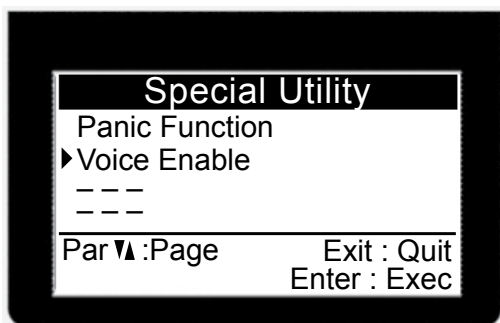 Special Utility
Panic Function
▶Voice Enable
– – –
– – –
Par ▼▲ :Page Exit : Quit
Enter : Exec